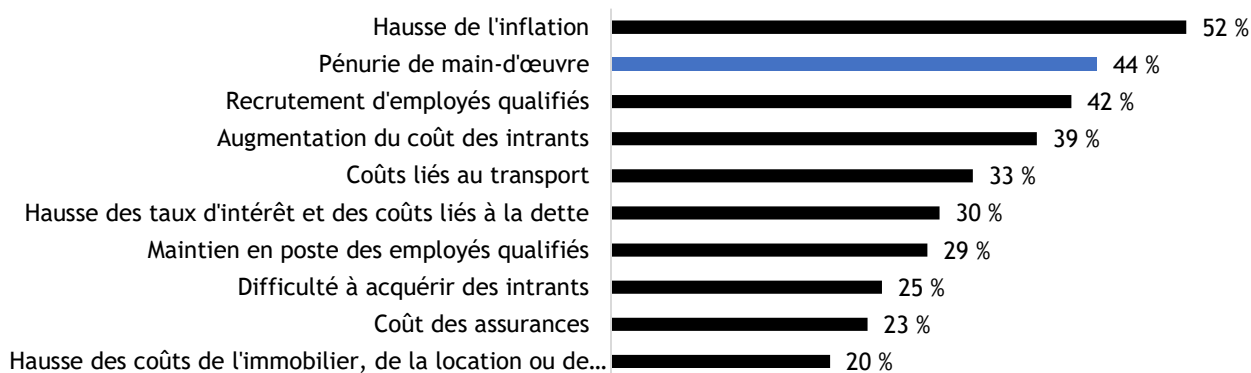 Hausse de l'inflation 52 %
Pénurie de main-d'œuvre 44 %
Recrutement d'employés qualifiés 42 %
Augmentation du coût des intrants 39 %
Coûts liés au transport 33 %
Hausse des taux d'intérêt et des coûts liés à la dette 30 %
Maintien en poste des employés qualifiés 29 %
Difficulté à acquérir des intrants 25 %
Coût des assurances 23 %
Hausse des coûts de l'immobilier, de la location ou de… 20 %